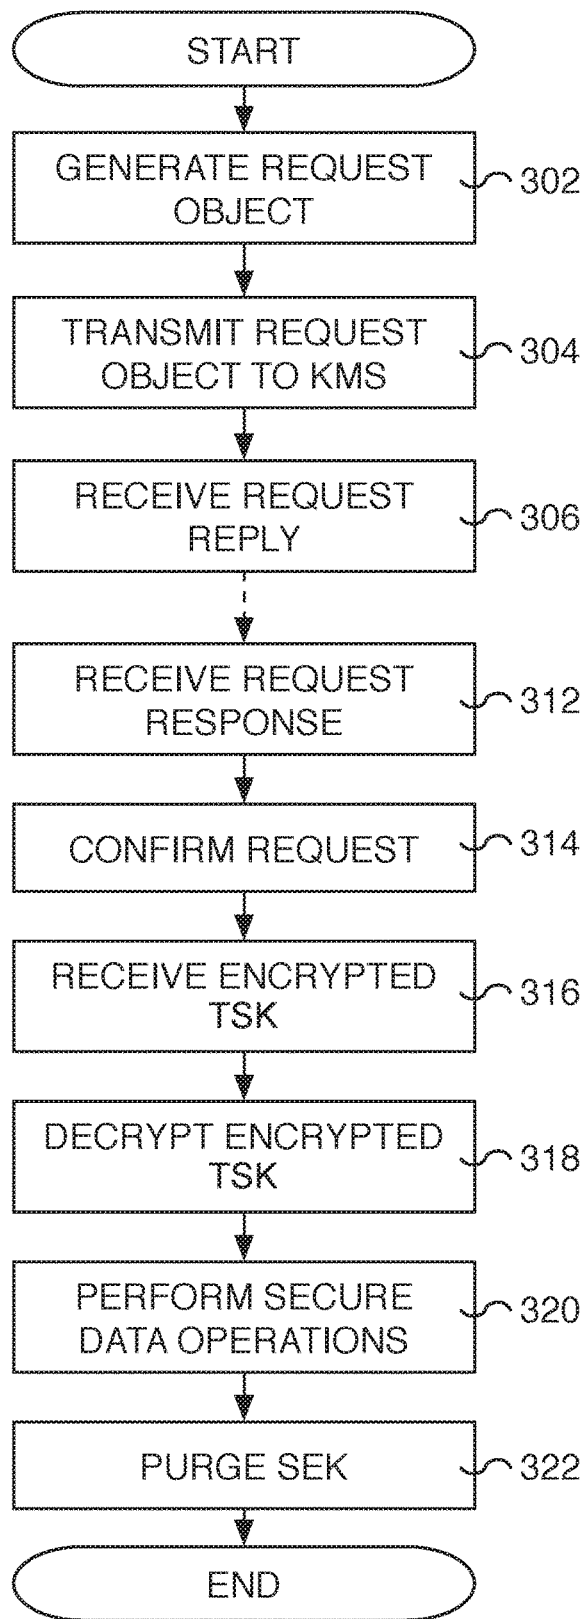 START
GENERATE REQUEST
OBJECT
302
TRANSMIT REQUEST
OBJECT TO KMS
304
RECEIVE REQUEST
REPLY
306
RECEIVE REQUEST
RESPONSE
312
CONFIRM REQUEST
314
RECEIVE ENCRYPTED
TSK
316
DECRYPT ENCRYPTED
TSK
318
PERFORM SECURE
DATA OPERATIONS
320
PURGE SEK
322
END